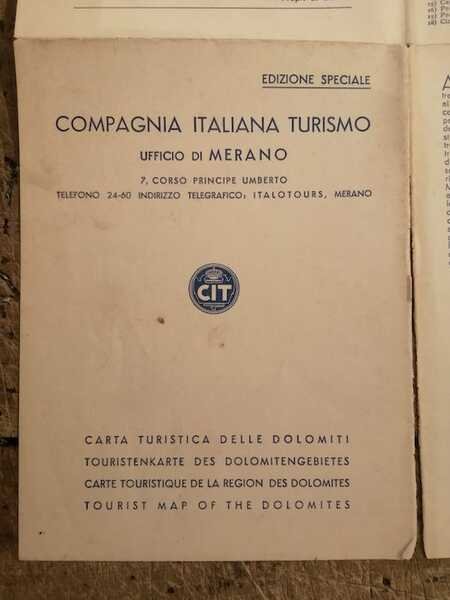 EDIZIONE SPECIALE
COMPAGNIA ITALIANA TURISMO
UFFICIO DI MERANO
7, CORSO PRINCIPE UMBERTO
TELEFONO 24-60 INDIRIZZO TELEGRAFICO: ITALOTOURS, MERANO
CIT
CARTA TURISTICA DELLE DOLOMITI
TOURISTENKARTE DES DOLOMITENGEBIETES
CARTE TOURISTIQUE DE LA REGION DES DOLOMITES
TOURIST MAP OF THE DOLOMITES